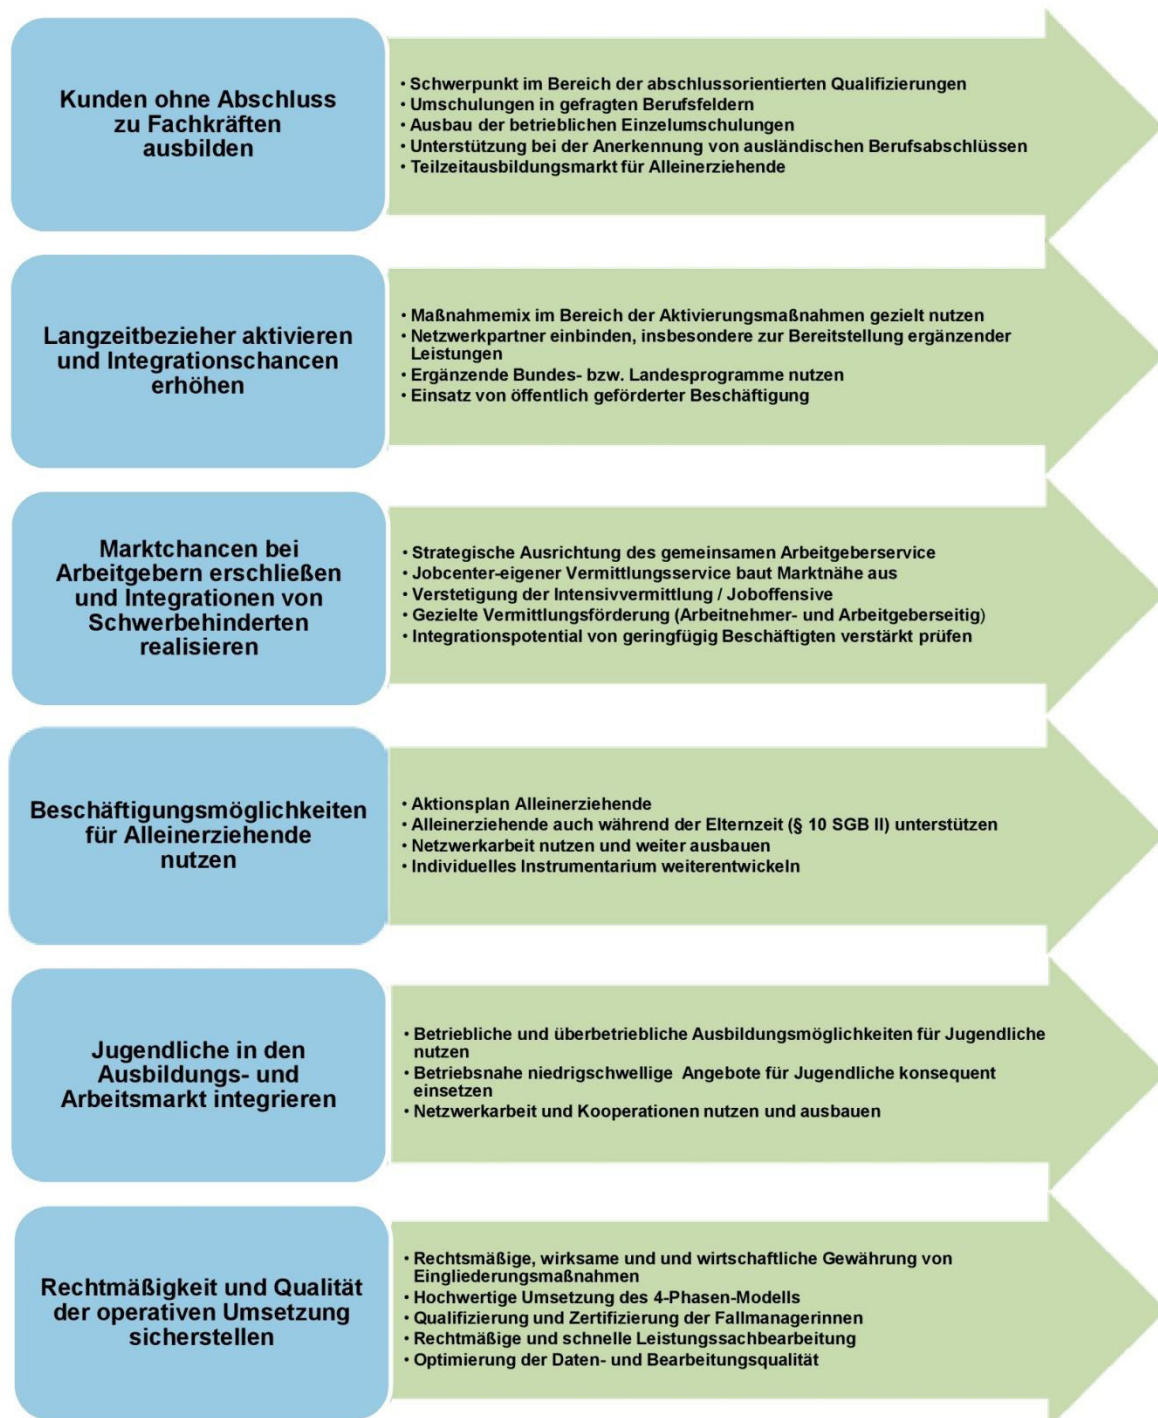 Kunden ohne Abschluss
zu Fachkräften
ausbilden
• Schwerpunkt im Bereich der abschlussorientierten Qualifizierungen
• Umschulungen in gefragten Berufsfeldern
• Ausbau der betrieblichen Einzelumschulungen
• Unterstützung bei der Anerkennung von ausländischen Berufsabschlüssen
• Teilzeitausbildungsmarkt für Alleinerziehende
Langzeitbezieher aktivieren
und Integrationschancen
erhöhen
• Maßnahmemix im Bereich der Aktivierungsmaßnahmen gezielt nutzen
• Netzwerkpartner einbinden, insbesondere zur Bereitstellung ergänzender
Leistungen
• Ergänzende Bundes- bzw. Landesprogramme nutzen
• Einsatz von öffentlich geförderter Beschäftigung
Marktchancen bei
Arbeitgebern erschließen
und Integrationen von
Schwerbehinderten
realisieren
• Strategische Ausrichtung des gemeinsamen Arbeitgeberservice
• Jobcenter-eigener Vermittlungsservice baut Marktnähe aus
• Verstetigung der Intensivvermittlung / Joboffensive
• Gezielte Vermittlungsförderung (Arbeitnehmer- und Arbeitgeberseitig)
• Integrationspotential von geringfügig Beschäftigten verstärkt prüfen
Beschäftigungsmöglichkeiten
für Alleinerziehende
nutzen
• Aktionsplan Alleinerziehende
• Alleinerziehende auch während der Elternzeit (§ 10 SGB II) unterstützen
• Netzwerkarbeit nutzen und weiter ausbauen
• Individuelles Instrumentarium weiterentwickeln
Jugendliche in den
Ausbildungs- und
Arbeitsmarkt integrieren
• Betriebliche und überbetriebliche Ausbildungsmöglichkeiten für Jugendliche
nutzen
• Betriebsnahe niedrigschwellige Angebote für Jugendliche konsequent
einsetzen
• Netzwerkarbeit und Kooperationen nutzen und ausbauen
Rechtmäßigkeit und Qualität
der operativen Umsetzung
sicherstellen
• Rechtsmäßige, wirksame und und wirtschaftliche Gewährung von
Eingliederungsmaßnahmen
• Hochwertige Umsetzung des 4-Phasen-Modells
• Qualifizierung und Zertifizierung der Fallmanagerinnen
• Rechtmäßige und schnelle Leistungssachbearbeitung
• Optimierung der Daten- und Bearbeitungsqualität